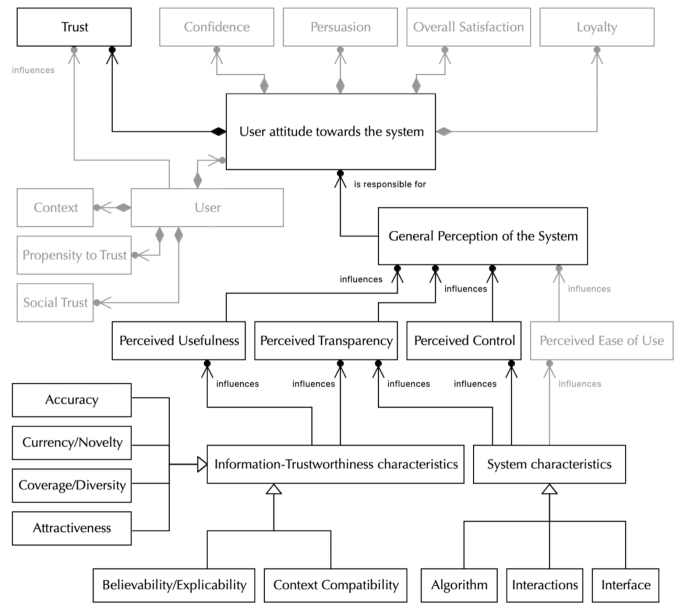 Trust
Confidence
Persuasion
Overall Satisfaction
Loyalty
influences
User attitude towards the system
is responsible for
Context
User
General Perception of the System
Propensity to Trust
influences
influences
influences
Social Trust
Perceived Usefulness
Perceived Transparency
Perceived Control
Perceived Ease of Use
influences
influences
influences
influences
influences
Accuracy
Currency/Novelty
Information-Trustworthiness characteristics
System characteristics
Coverage/Diversity
Attractiveness
Believability/Explicability
Context Compatibility
Algorithm
Interactions
Interface